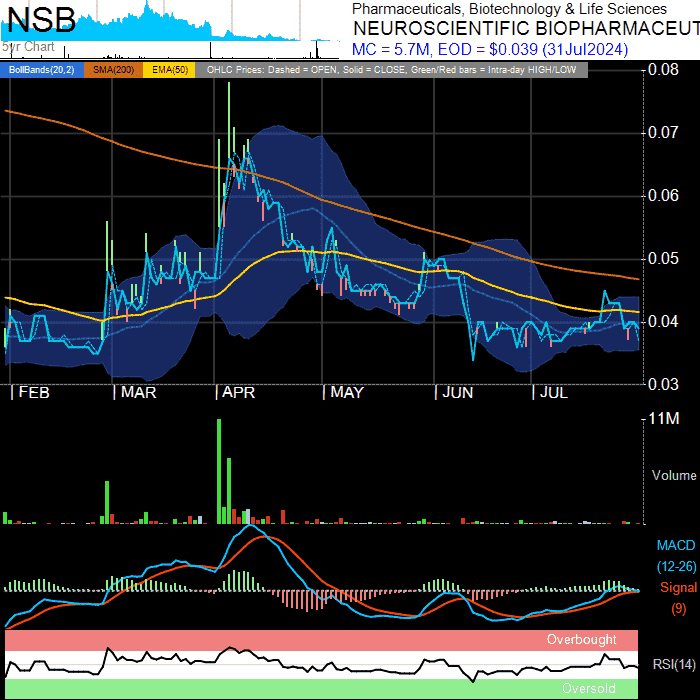 NSB
5yr Chart
Pharmaceuticals, Biotechnology & Life Sciences
NEUROSCIENTIFIC BIOPHARMACEUT
MC = 5.7M, EOD = $0.039 (31Jul2024)
BollBands(20,2) SMA(200) EMA(50) OHLC Prices: Dashed = OPEN, Solid = CLOSE, Green/Red bars = Intra-day HIGH/LOW
0.08
0.07
0.06
0.05
0.04
0.03
FEB MAR APR MAY JUN JUL
11M
Volume
MACD
(12-26)
Signal
(9)
Overbought
RSI(14)
Oversold